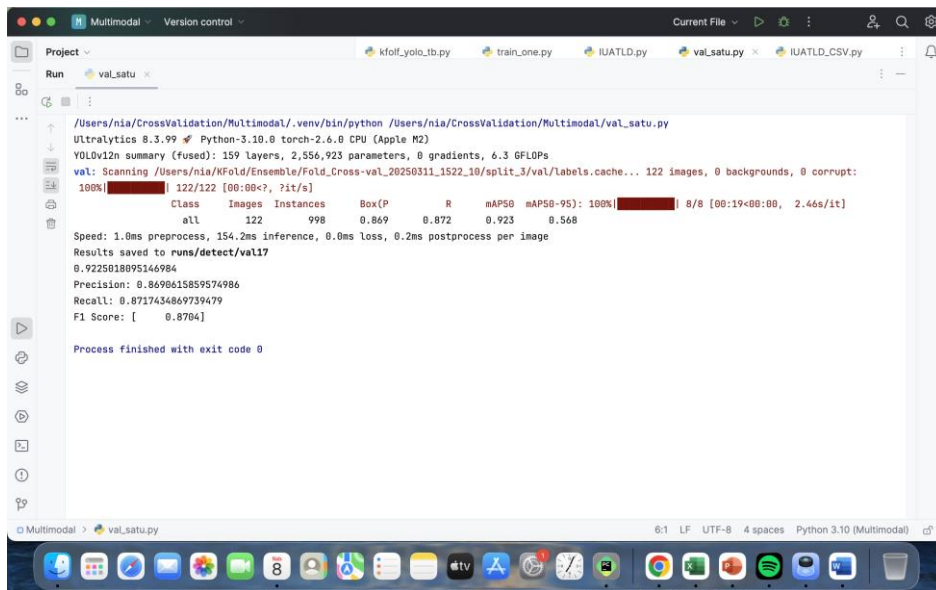 M Multimodal Version control Current File
Project kfolf_yolo_tb.py train_one.py IUATLD.py val_satu.py IUATLD_CSV.py
Run val_satu
/Users/nia/CrossValidation/Multimodal/.venv/bin/python /Users/nia/CrossValidation/Multimodal/val_satu.py
Ultralytics 8.3.99 🚀 Python-3.10.0 torch-2.6.0 CPU (Apple M2)
YOLOv12n summary (fused): 159 layers, 2,556,923 parameters, 0 gradients, 6.3 GFLOPs
val: Scanning /Users/nia/KFold/Ensemble/Fold_Cross-val_20250311_1522_10/split_3/val/labels.cache... 122 images, 0 backgrounds, 0 corrupt:
100%|██████████| 122/122 [00:00<?, ?it/s]
Class Images Instances Box(P R mAP50 mAP50-95): 100%|██████████| 8/8 [00:19<00:00, 2.46s/it]
all 122 998 0.869 0.872 0.923 0.568
Speed: 1.0ms preprocess, 154.2ms inference, 0.0ms loss, 0.2ms postprocess per image
Results saved to runs/detect/val17
0.9225018095146984
Precision: 0.8690615859574986
Recall: 0.8717434869739479
F1 Score: [ 0.8704]
Process finished with exit code 0
Multimodal > val_satu.py 6:1 LF UTF-8 4 spaces Python 3.10 (Multimodal)
8 tv